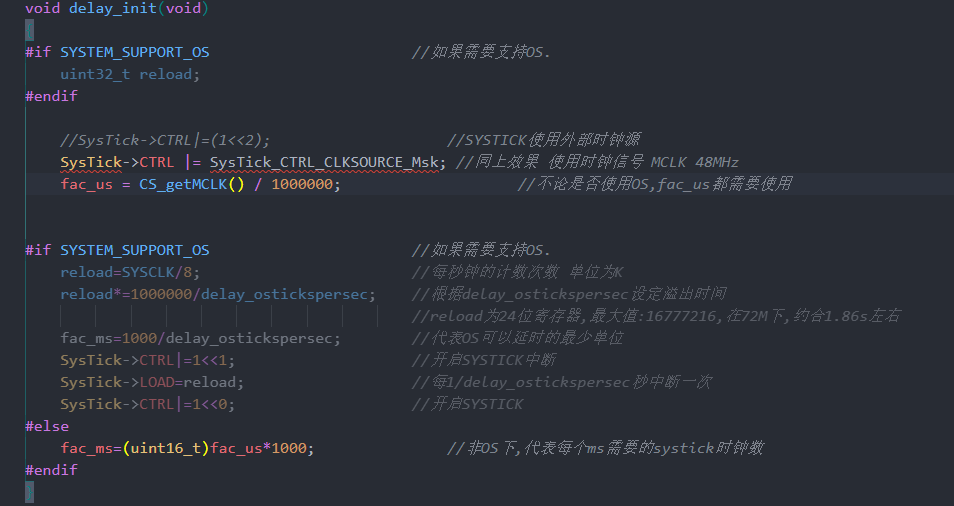 void delay_init(void)
{
#if SYSTEM_SUPPORT_OS //如果需要支持OS.
uint32_t reload;
#endif
//SysTick->CTRL|=(1<<2); //SYSTICK使用外部时钟源
SysTick->CTRL |= SysTick_CTRL_CLKSOURCE_Msk; //同上效果 使用时钟信号 MCLK 48MHz
fac_us = CS_getMCLK() / 1000000; //不论是否使用OS,fac_us都需要使用
#if SYSTEM_SUPPORT_OS //如果需要支持OS.
reload=SYSCLK/8; //每秒钟的计数次数 单位为K
reload*=1000000/delay_ostickspersec; //根据delay_ostickspersec设定溢出时间
//reload为24位寄存器,最大值:16777216,在72M下,约合1.86s左右
fac_ms=1000/delay_ostickspersec; //代表OS可以延时的最少单位
SysTick->CTRL|=1<<1; //开启SYSTICK中断
SysTick->LOAD=reload; //每1/delay_ostickspersec秒中断一次
SysTick->CTRL|=1<<0; //开启SYSTICK
#else
fac_ms=(uint16_t)fac_us*1000; //非OS下,代表每个ms需要的systick时钟数
#endif
}